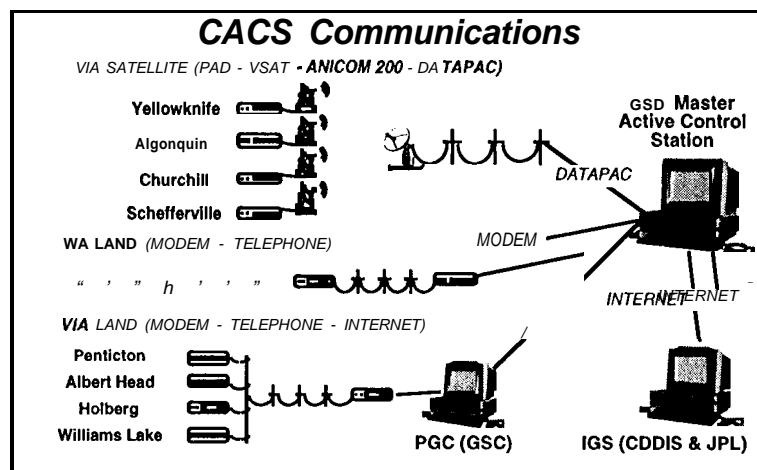 CACS Communications
VIA SATELLITE (PAD - VSAT - ANICOM 200 - DATAPAC)
Yellowknife
Algonquin
Churchill
Schefferville
GSD Master
Active Control
Station
DATAPAC
WA LAND (MODEM - TELEPHONE)
MODEM
“ ’ ” h ’ ’ ”
INTERNET
INTERNET
VIA LAND (MODEM - TELEPHONE - INTERNET)
Penticton
Albert Head
Holberg
Williams Lake
PGC (GSC)
IGS (CDDIS & JPL)